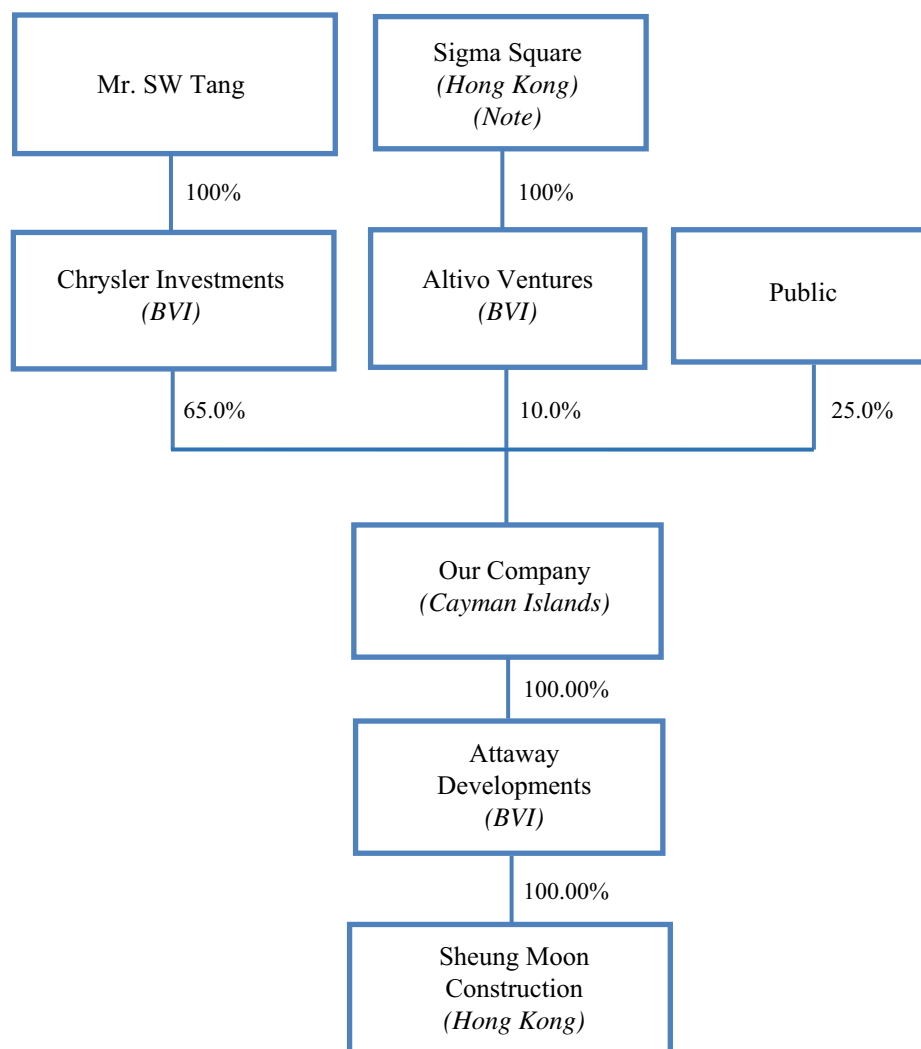 Mr. SW Tang
Sigma Square
(Hong Kong)
(Note)
100%
100%
Chrysler Investments
(BVI)
Altivo Ventures
(BVI)
Public
65.0%
10.0%
25.0%
Our Company
(Cayman Islands)
100.00%
Attaway
Developments
(BVI)
100.00%
Sheung Moon
Construction
(Hong Kong)